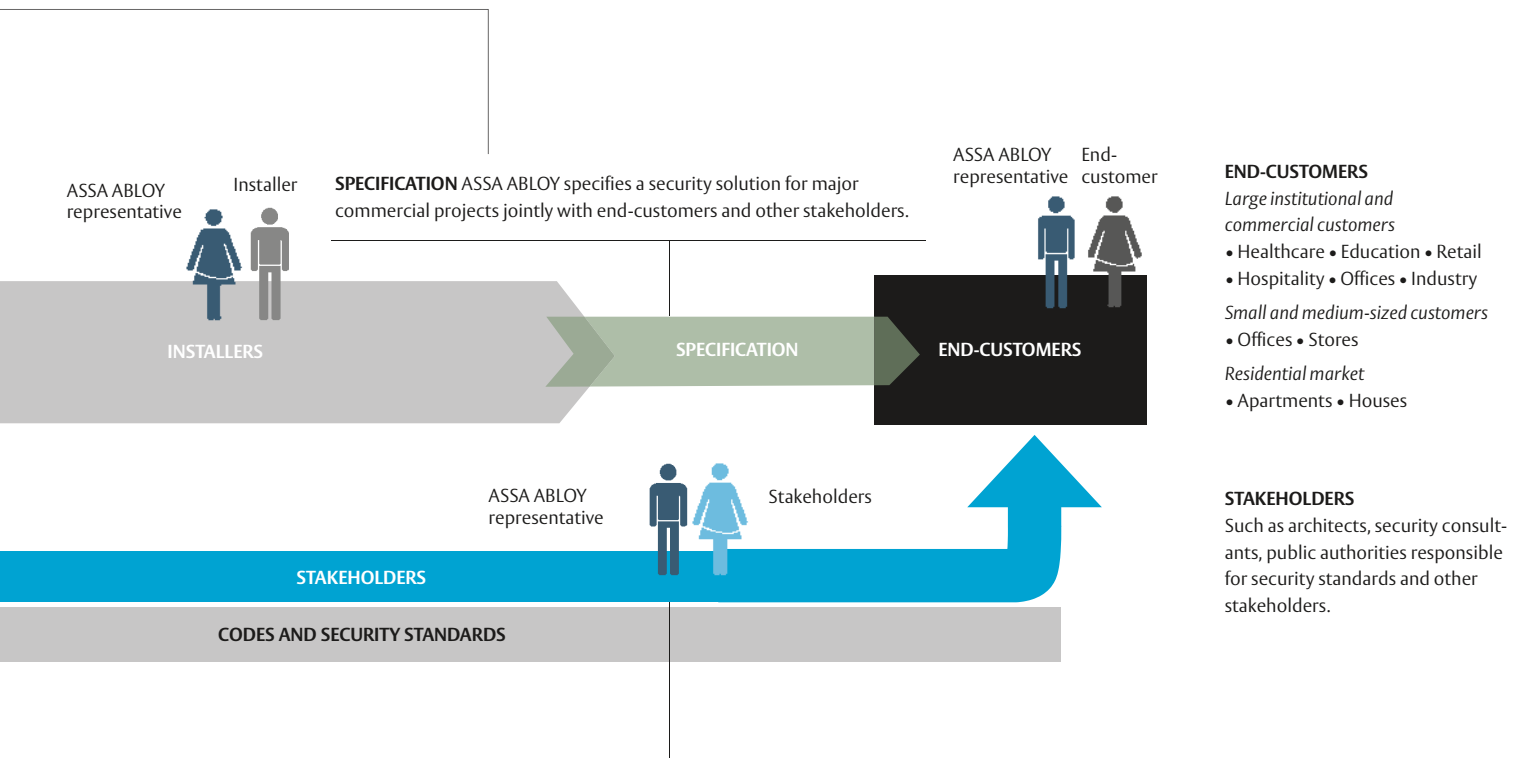 ASSA ABLOY
representative
Installer
SPECIFICATION ASSA ABLOY specifies a security solution for major
commercial projects jointly with end-customers and other stakeholders.
ASSA ABLOY
representative
End-
customer
INSTALLERS
SPECIFICATION
END-CUSTOMERS
END-CUSTOMERS
Large institutional and
commercial customers
• Healthcare • Education • Retail
• Hospitality • Offices • Industry
Small and medium-sized customers
• Offices • Stores
Residential market
• Apartments • Houses
ASSA ABLOY
representative
Stakeholders
STAKEHOLDERS
CODES AND SECURITY STANDARDS
STAKEHOLDERS
Such as architects, security consult-
ants, public authorities responsible
for security standards and other
stakeholders.